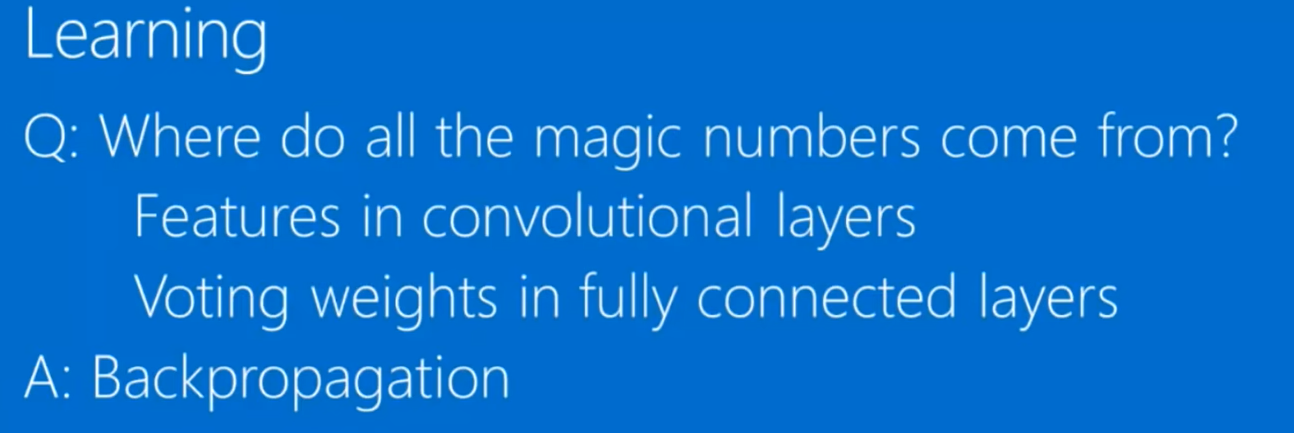 Learning
Q: Where do all the magic numbers come from?
Features in convolutional layers
Voting weights in fully connected layers
A: Backpropagation